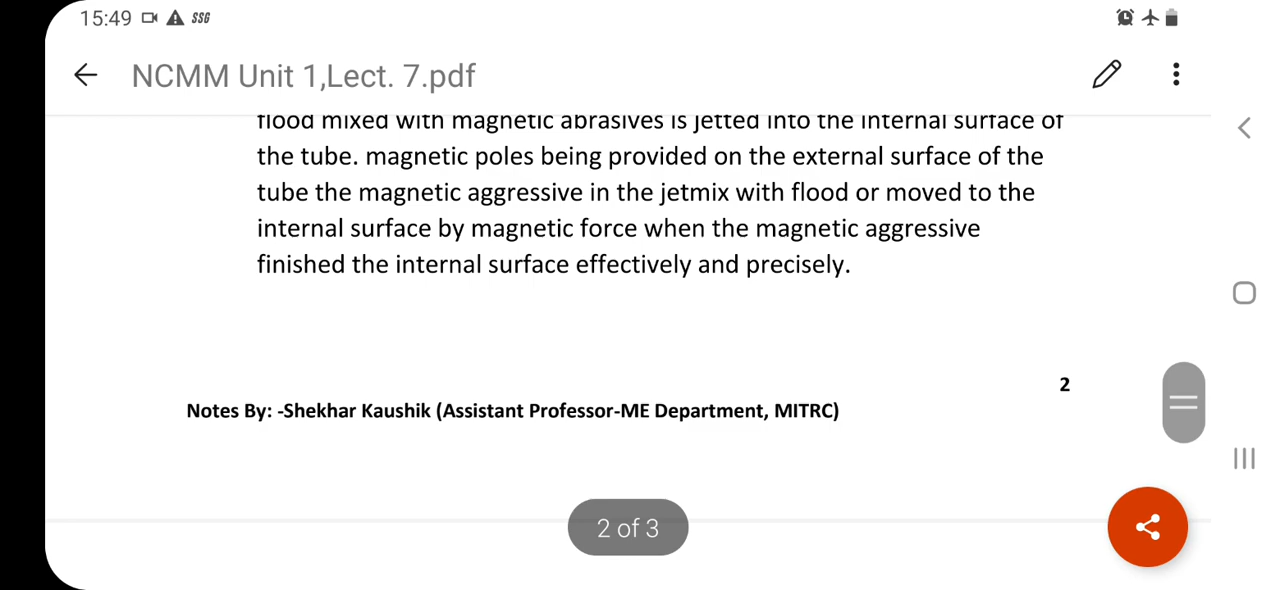 15:49 SSG
NCMM Unit 1,Lect. 7.pdf
flood mixed with magnetic abrasives is jetted into the internal surface of
the tube. magnetic poles being provided on the external surface of the
tube the magnetic aggressive in the jetmix with flood or moved to the
internal surface by magnetic force when the magnetic aggressive
finished the internal surface effectively and precisely.
2
Notes By: -Shekhar Kaushik (Assistant Professor-ME Department, MITRC)
2 of 3